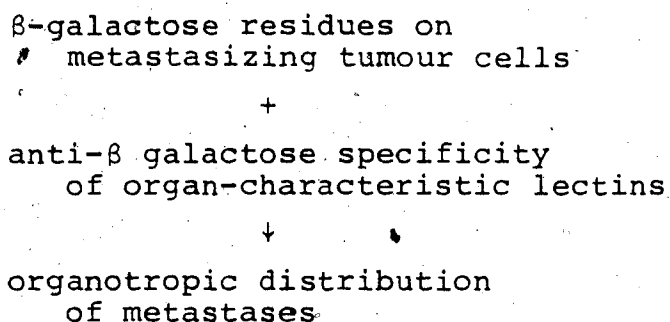 β-galactose residues on
metastasizing tumour cells
+
anti-β galactose specificity
of organ-characteristic lectins
↓
organotropic distribution
of metastases